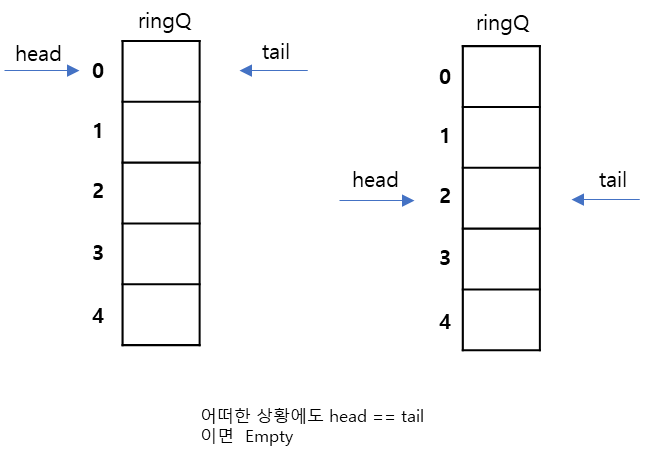 ringQ
head
tail
0
1
2
3
4
ringQ
head
tail
0
1
2
3
4
어떠한 상황에도 head == tail
이면  Empty